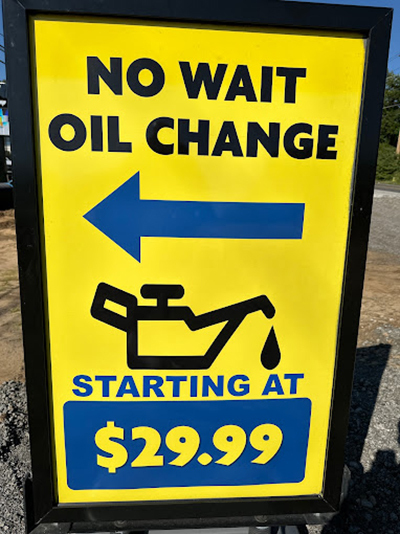 NO WAIT
OIL CHANGE
STARTING AT
$29.99